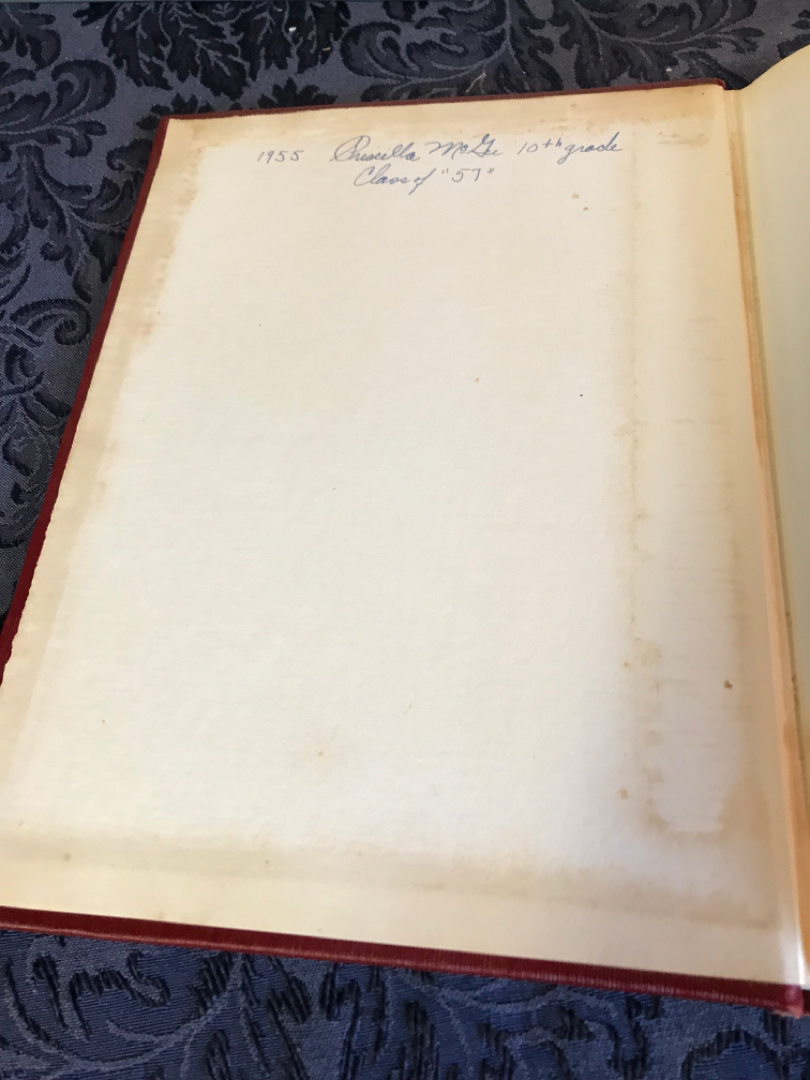 1955 Priscilla McGee 10th grade
Class of "57"